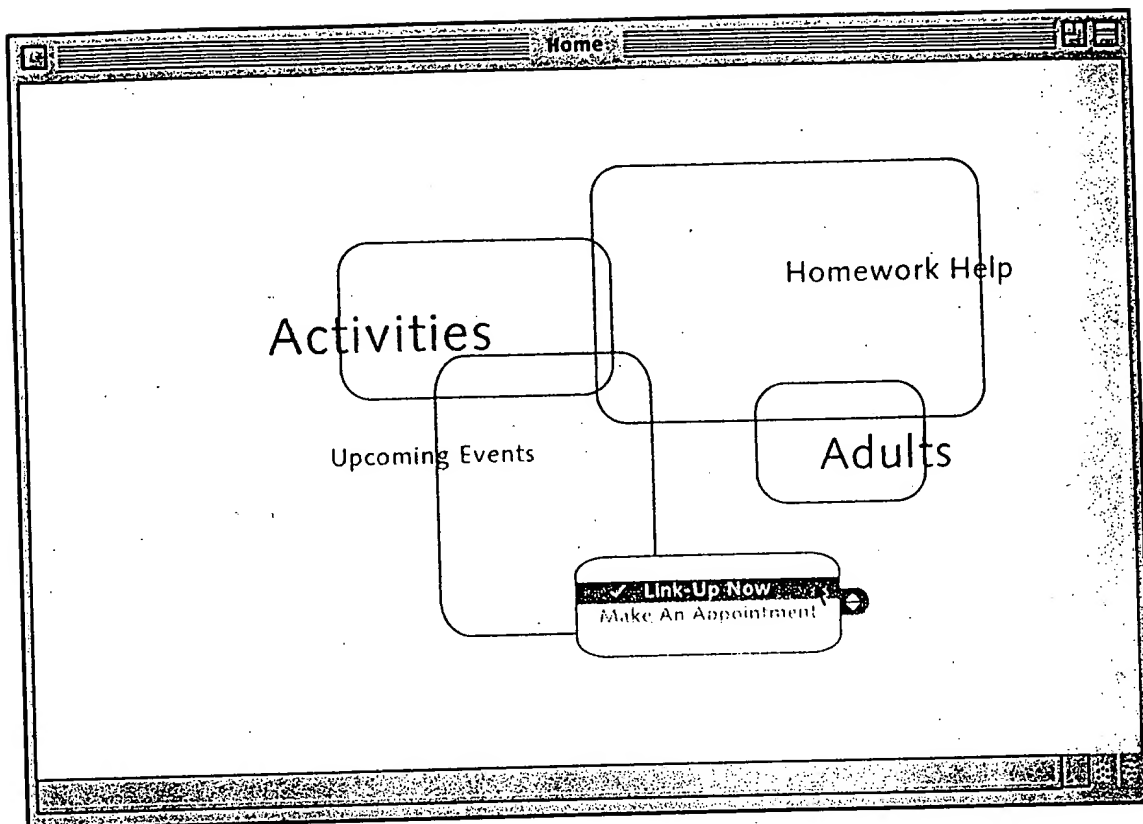 Home
Homework Help
Activities
Upcoming Events
Adults
✓ Link-Up Now
Make An Appointment